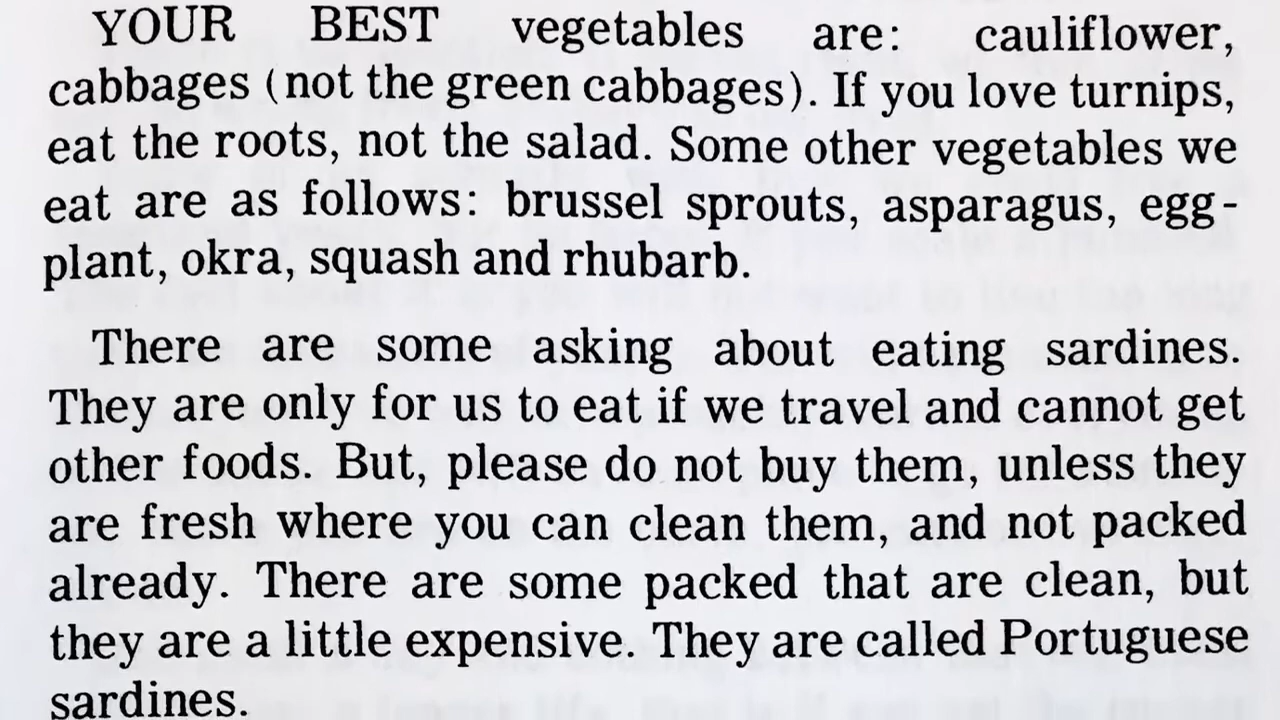 YOUR BEST vegetables are: cauliflower,
cabbages (not the green cabbages). If you love turnips,
eat the roots, not the salad. Some other vegetables we
eat are as follows: brussel sprouts, asparagus, egg-
plant, okra, squash and rhubarb.
There are some asking about eating sardines.
They are only for us to eat if we travel and cannot get
other foods. But, please do not buy them, unless they
are fresh where you can clean them, and not packed
already. There are some packed that are clean, but
they are a little expensive. They are called Portuguese
sardines.